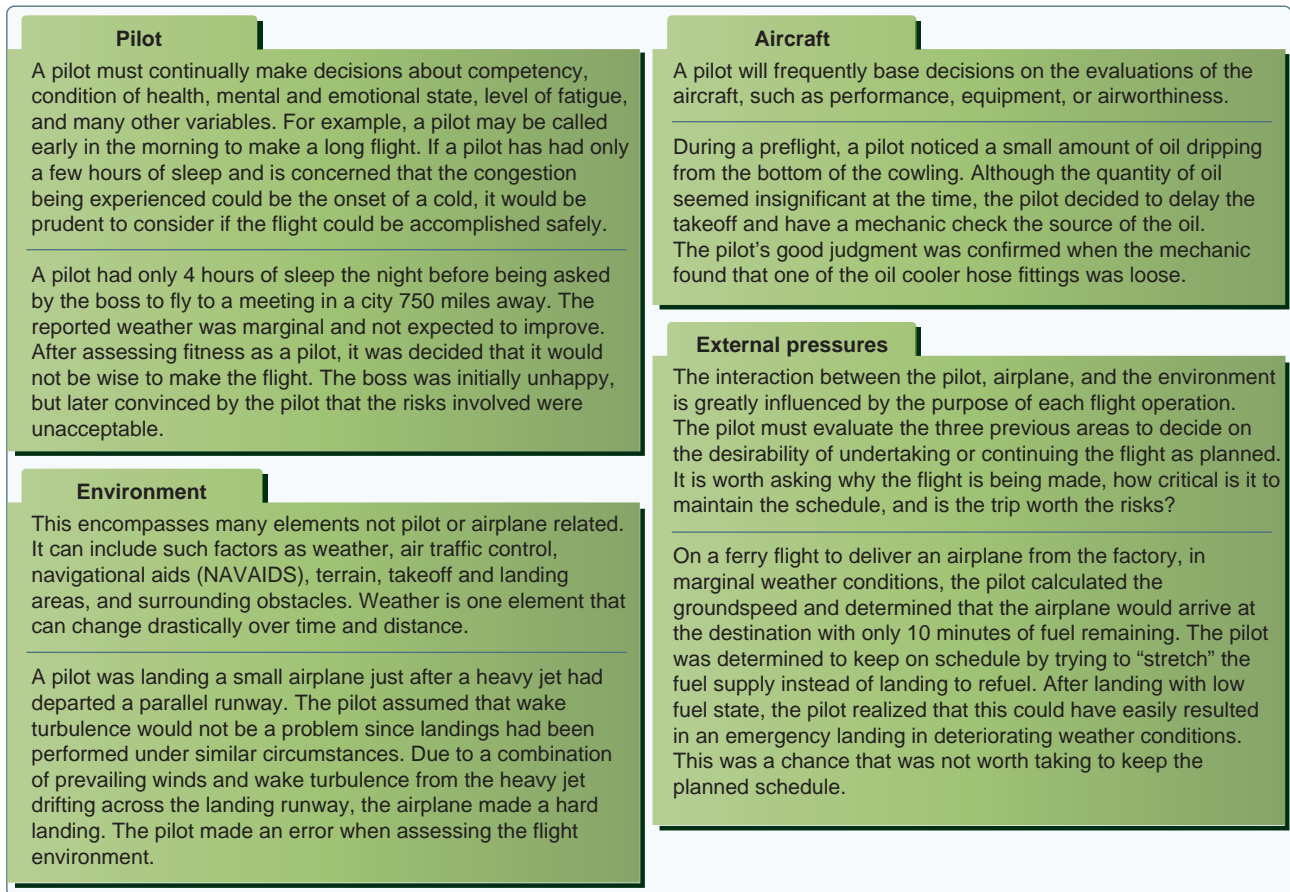 Pilot
A pilot must continually make decisions about competency,
condition of health, mental and emotional state, level of fatigue,
and many other variables. For example, a pilot may be called
early in the morning to make a long flight. If a pilot has had only
a few hours of sleep and is concerned that the congestion
being experienced could be the onset of a cold, it would be
prudent to consider if the flight could be accomplished safely.
A pilot had only 4 hours of sleep the night before being asked
by the boss to fly to a meeting in a city 750 miles away. The
reported weather was marginal and not expected to improve.
After assessing fitness as a pilot, it was decided that it would
not be wise to make the flight. The boss was initially unhappy,
but later convinced by the pilot that the risks involved were
unacceptable.
Environment
This encompasses many elements not pilot or airplane related.
It can include such factors as weather, air traffic control,
navigational aids (NAVAIDS), terrain, takeoff and landing
areas, and surrounding obstacles. Weather is one element that
can change drastically over time and distance.
A pilot was landing a small airplane just after a heavy jet had
departed a parallel runway. The pilot assumed that wake
turbulence would not be a problem since landings had been
performed under similar circumstances. Due to a combination
of prevailing winds and wake turbulence from the heavy jet
drifting across the landing runway, the airplane made a hard
landing. The pilot made an error when assessing the flight
environment.
Aircraft
A pilot will frequently base decisions on the evaluations of the
aircraft, such as performance, equipment, or airworthiness.
During a preflight, a pilot noticed a small amount of oil dripping
from the bottom of the cowling. Although the quantity of oil
seemed insignificant at the time, the pilot decided to delay the
takeoff and have a mechanic check the source of the oil.
The pilot's good judgment was confirmed when the mechanic
found that one of the oil cooler hose fittings was loose.
External pressures
The interaction between the pilot, airplane, and the environment
is greatly influenced by the purpose of each flight operation.
The pilot must evaluate the three previous areas to decide on
the desirability of undertaking or continuing the flight as planned.
It is worth asking why the flight is being made, how critical is it to
maintain the schedule, and is the trip worth the risks?
On a ferry flight to deliver an airplane from the factory, in
marginal weather conditions, the pilot calculated the
groundspeed and determined that the airplane would arrive at
the destination with only 10 minutes of fuel remaining. The pilot
was determined to keep on schedule by trying to “stretch” the
fuel supply instead of landing to refuel. After landing with low
fuel state, the pilot realized that this could have easily resulted
in an emergency landing in deteriorating weather conditions.
This was a chance that was not worth taking to keep the
planned schedule.